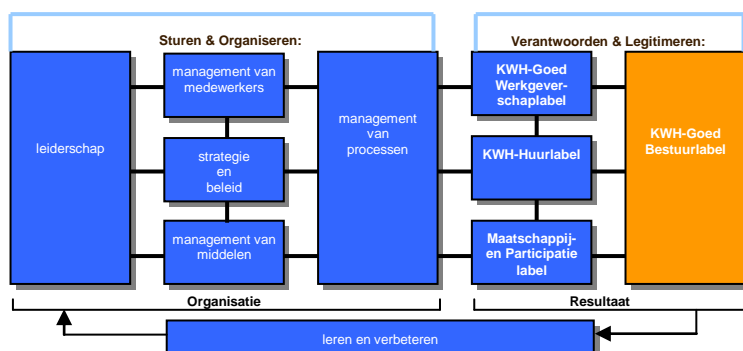 Sturen & Organiseren:
Verantwoorden & Legitimeren:
leiderschap
management van
medewerkers
strategie
en
beleid
management van
middelen
management
van
processen
KWH-Goed
Werkgever-
schaplabel
KWH-Huurlabel
Maatschappij-
en Participatie
label
KWH-Goed
Bestuurlabel
Organisatie
Resultaat
leren en verbeteren